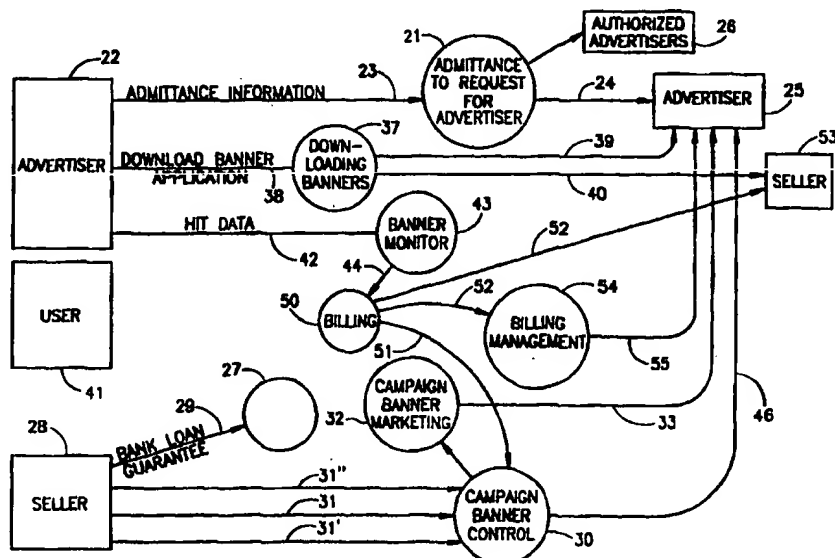 21
AUTHORIZED
ADVERTISERS
26
22
ADMITTANCE INFORMATION
23
ADMITTANCE
TO REQUEST
FOR
ADVERTISER
24
ADVERTISER
25
37
ADVERTISER
DOWNLOAD BANNER
APPLICATION
38
DOWN-
LOADING
BANNERS
39
40
53
SELLER
HIT DATA
42
BANNER
MONITOR
43
44
52
USER
41
50
BILLING
52
51
54
BILLING
MANAGEMENT
55
27
29
28
BANK LOAN
GUARANTEE
32
CAMPAIGN
BANNER
MARKETING
33
46
SELLER
31"
31
31'
CAMPAIGN
BANNER
CONTROL
30